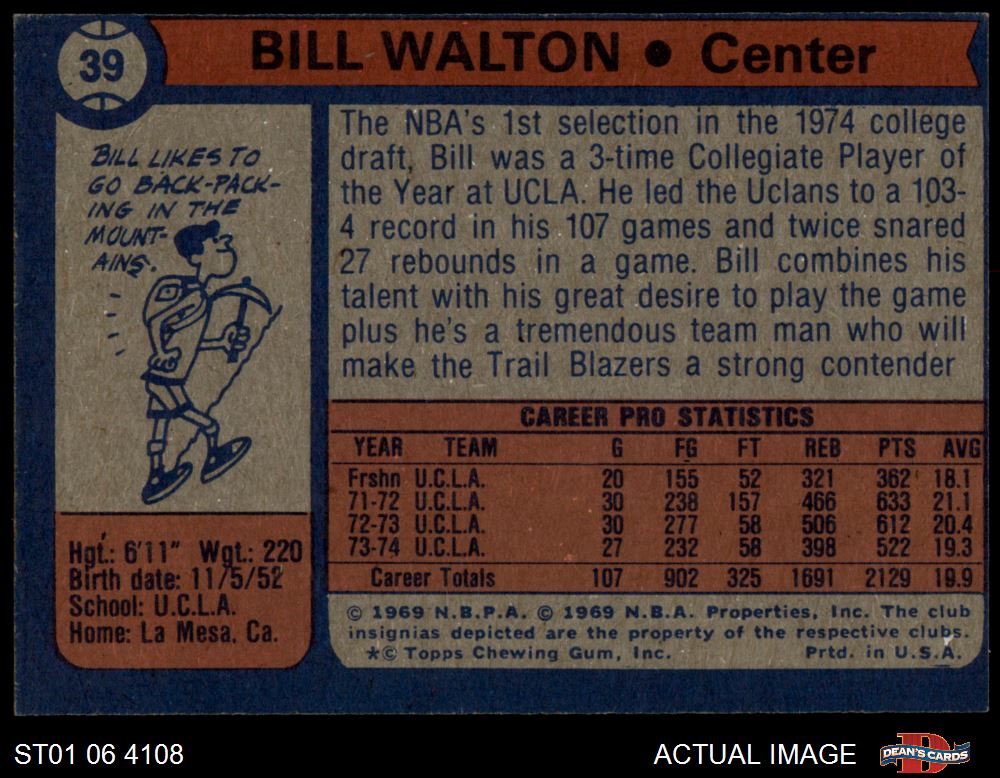 39
BILL WALTON • Center
BILL LIKES TO
GO BACK-PACK-
ING IN THE
MOUNT-
AINS.
The NBA's 1st selection in the 1974 college
draft, Bill was a 3-time Collegiate Player of
the Year at UCLA. He led the Uclans to a 103-
4 record in his 107 games and twice snared
27 rebounds in a game. Bill combines his
talent with his great desire to play the game
plus he's a tremendous team man who will
make the Trail Blazers a strong contender
Hgt.: 6'11" Wgt.: 220
Birth date: 11/5/52
School: U.C.L.A.
Home: La Mesa, Ca.
CAREER PRO STATISTICS
YEAR TEAM G FG FT REB PTS AVG
Frshn U.C.L.A. 20 155 52 321 362 18.1
71-72 U.C.L.A. 30 238 157 466 633 21.1
72-73 U.C.L.A. 30 277 58 506 612 20.4
73-74 U.C.L.A. 27 232 58 398 522 19.3
Career Totals 107 902 325 1691 2129 19.9
© 1969 N.B.P.A. © 1969 N.B.A. Properties, Inc. The club
insignias depicted are the property of the respective clubs.
*© Topps Chewing Gum, Inc. Prtd. in U.S.A.
ST01 06 4108
ACTUAL IMAGE
D
DEAN'S CARDS